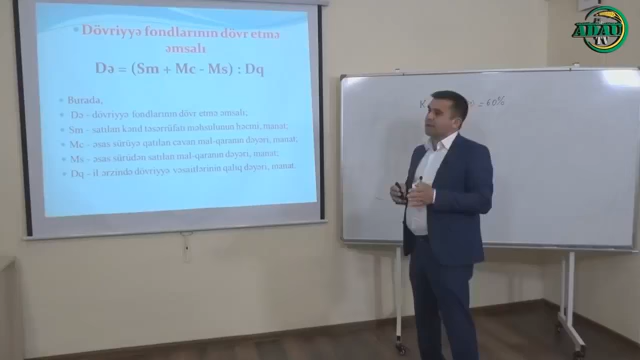 • Dövriyyə fondlarının dövr etmə
əmsalı
Də = (Sm + Mc - Ms) : Dq
• Burada,
• Də - dövriyyə fondlarının dövr etmə əmsalı;
• Sm - satılan kənd təsərrüfatı məhsulunun həcmi, manat;
• Mc - əsas sürüyə qatılan cavan mal-qaranın dəyəri, manat;
• Ms - əsas sürüdən satılan mal-qaranın dəyəri, manat;
• Dq - il ərzində dövriyyə vəsaitlərinin qalıq dəyəri, manat.
= 60%
ADAU
TV